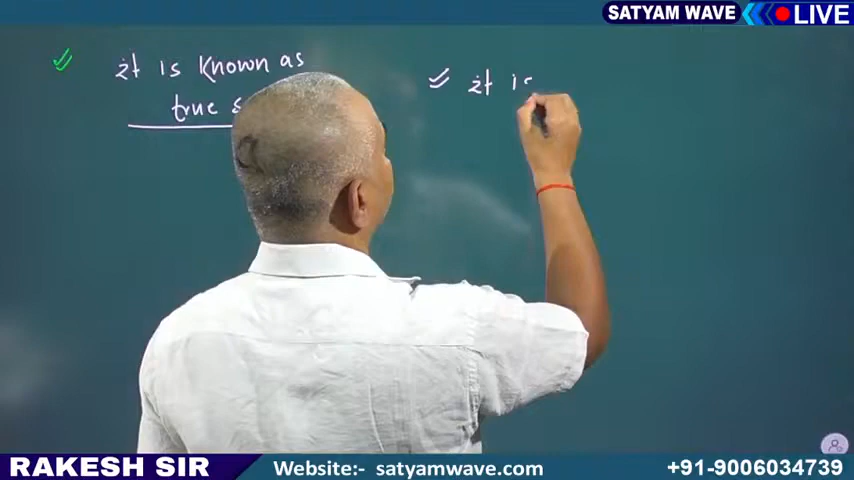 SATYAM WAVE LIVE
It is known as
true
It is
RAKESH SIR Website:- satyamwave.com +91-9006034739